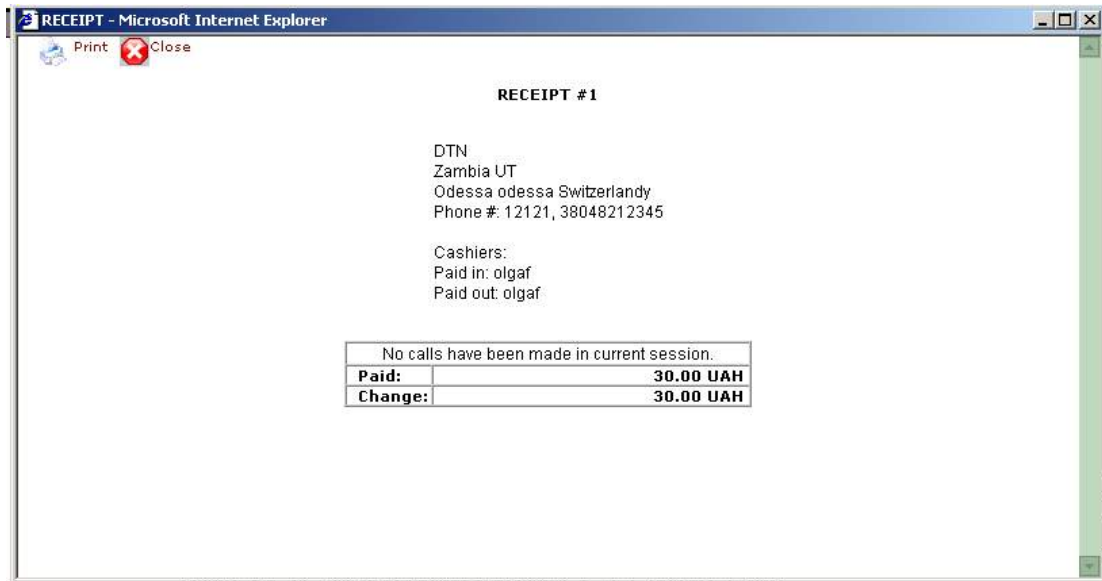 RECEIPT - Microsoft Internet Explorer
Print Close
RECEIPT #1
DTN
Zambia UT
Odessa odessa Switzerlandy
Phone #: 12121, 38048212345
Cashiers:
Paid in: olgaf
Paid out: olgaf
No calls have been made in current session.
Paid: 30.00 UAH
Change: 30.00 UAH